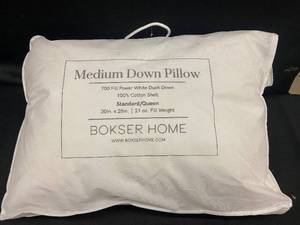 Medium Down Pillow
700 Fill Power White Duck Down
100% Cotton Shell
Standard/Queen
20in. x 28in. | 21 oz. Fill Weight
BOKSER HOME
WWW.BOKSERHOME.COM